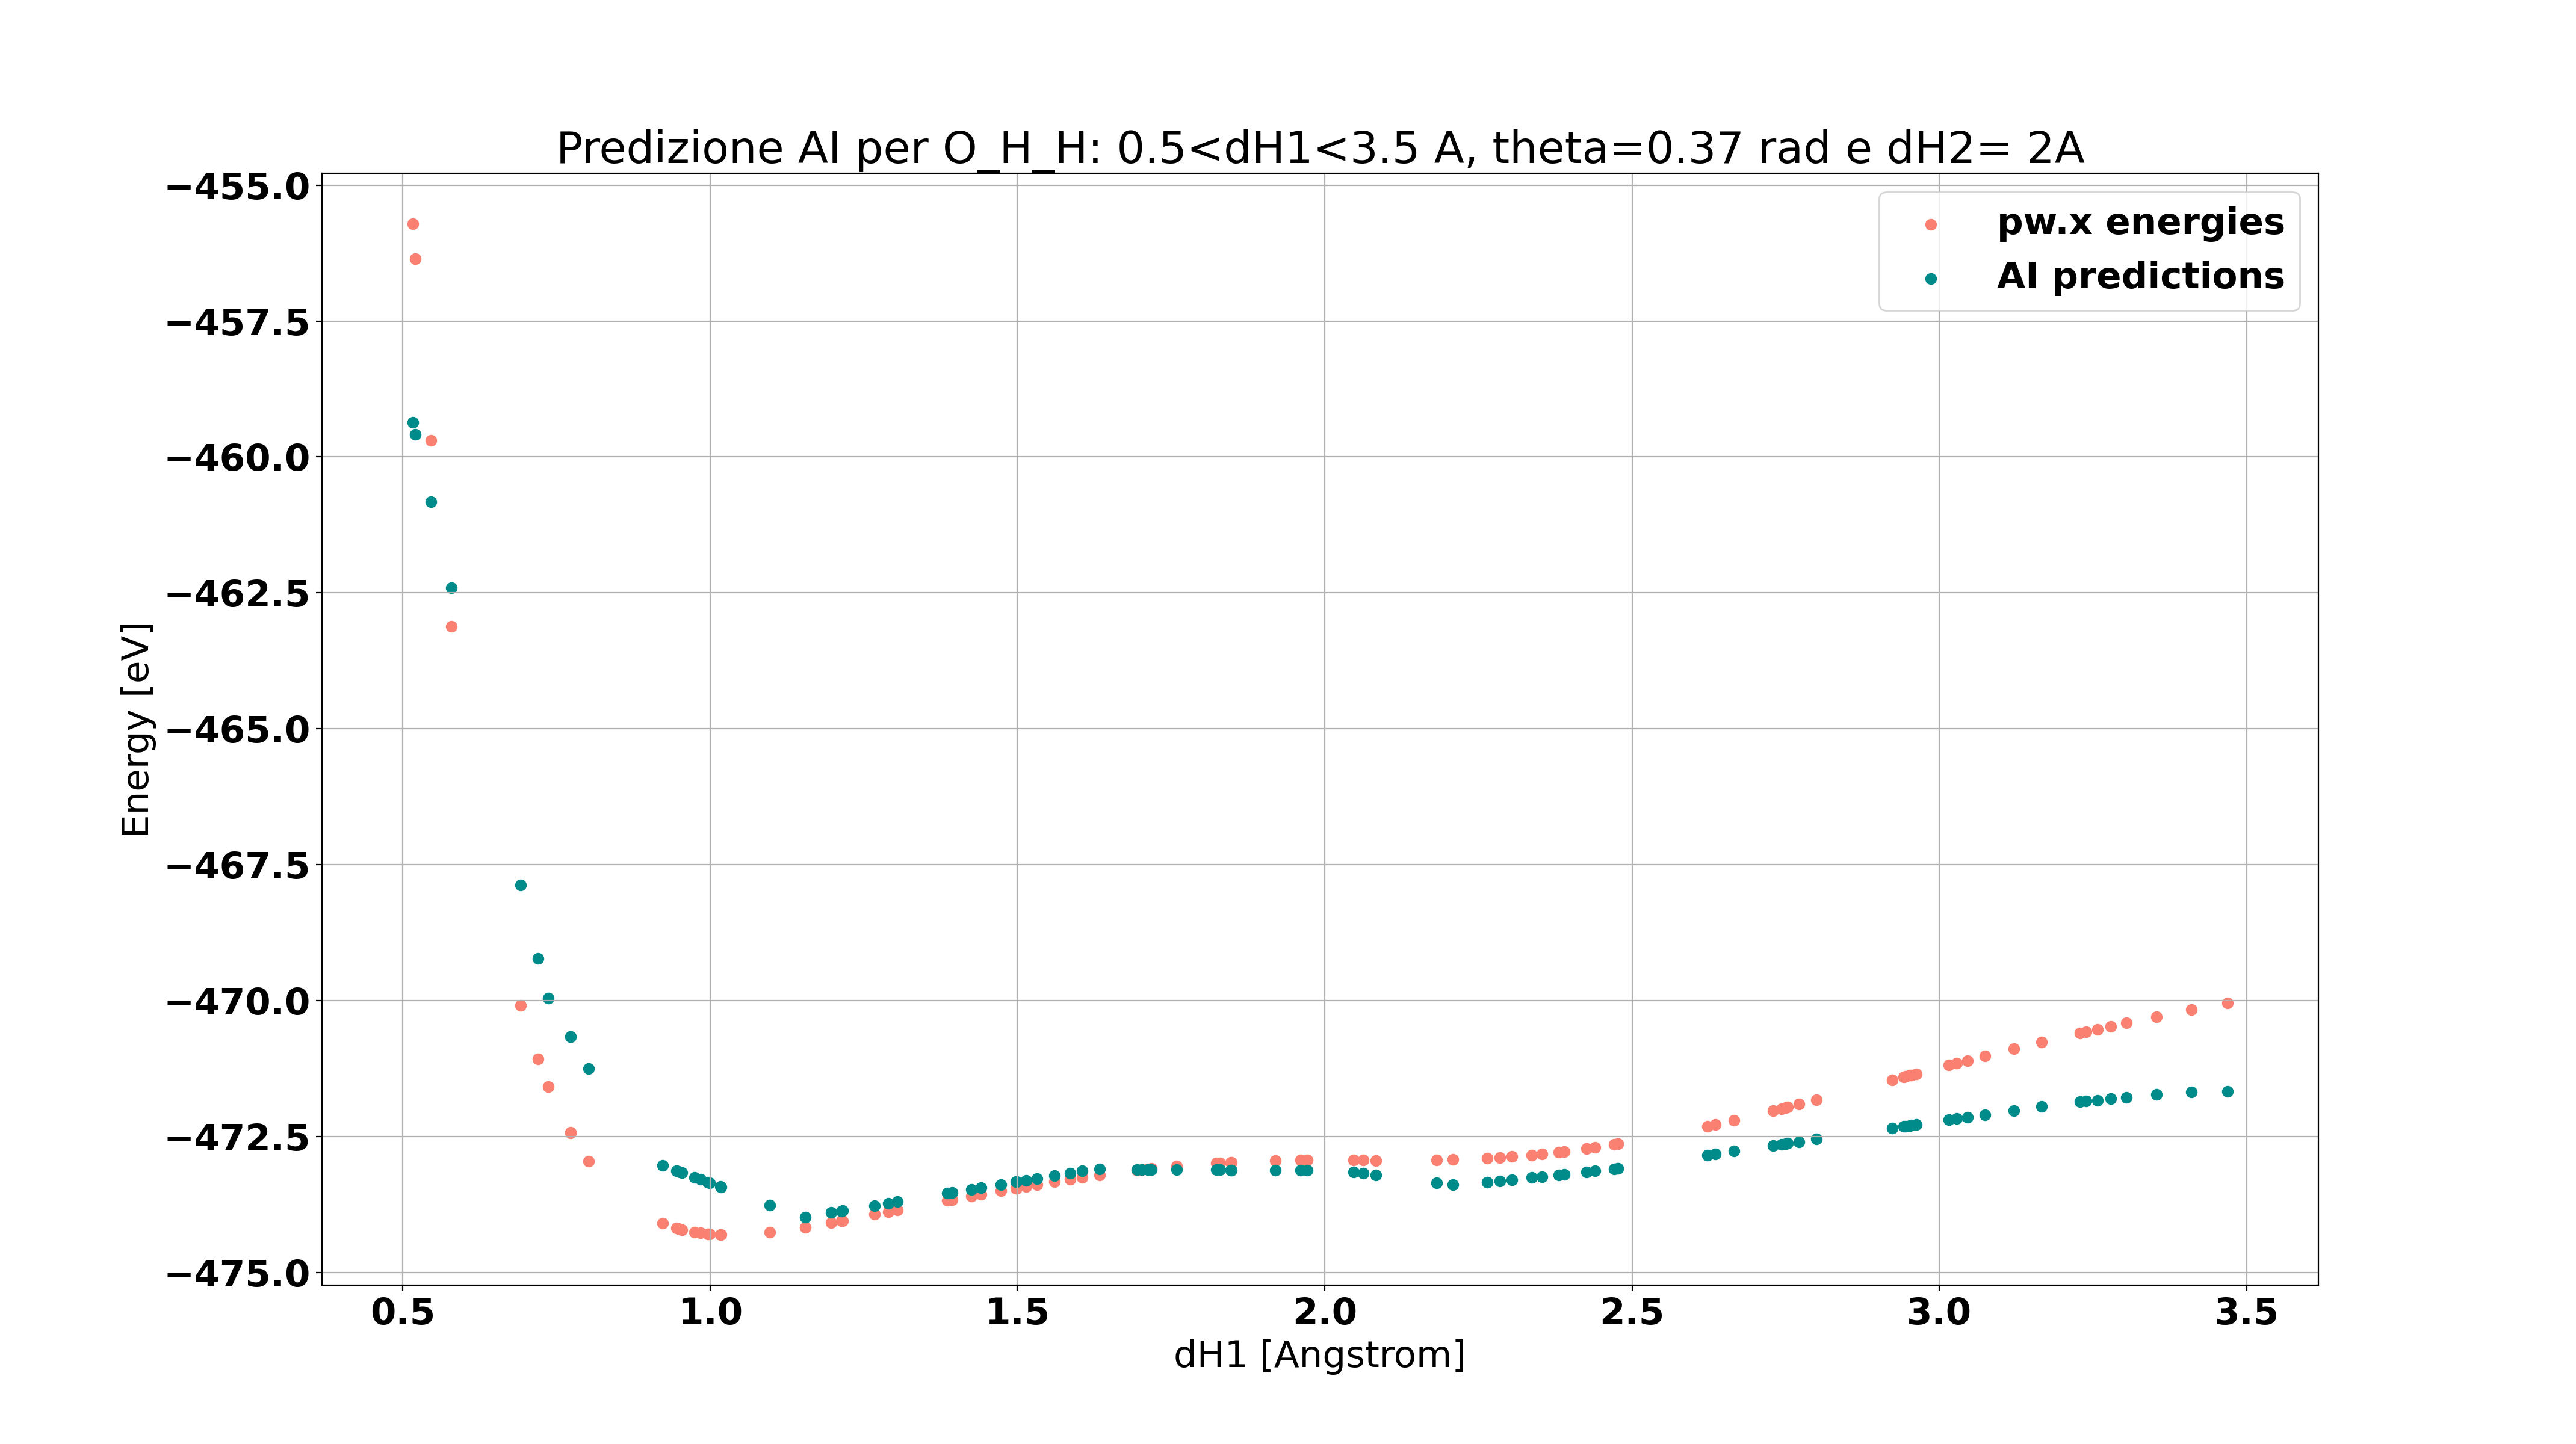 Predizione AI per O_H_H: 0.5<dH1<3.5 A, theta=0.37 rad e dH2= 2A
pw.x energies
AI predictions
Energy [eV]
−455.0
−457.5
−460.0
−462.5
−465.0
−467.5
−470.0
−472.5
−475.0
0.5 1.0 1.5 2.0 2.5 3.0 3.5
dH1 [Angstrom]